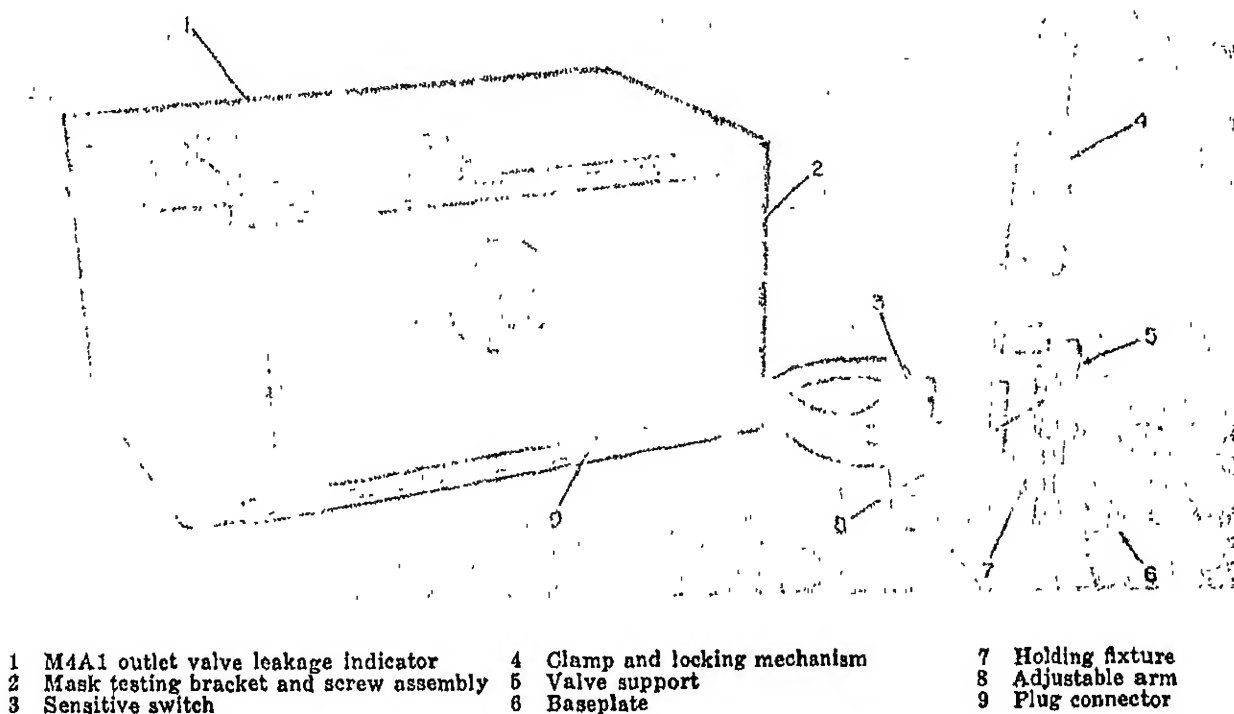 1
2
3
4
5
6
7
8
9
1 M4A1 outlet valve leakage indicator
2 Mask testing bracket and screw assembly
3 Sensitive switch
4 Clamp and locking mechanism
5 Valve support
6 Baseplate
7 Holding fixture
8 Adjustable arm
9 Plug connector